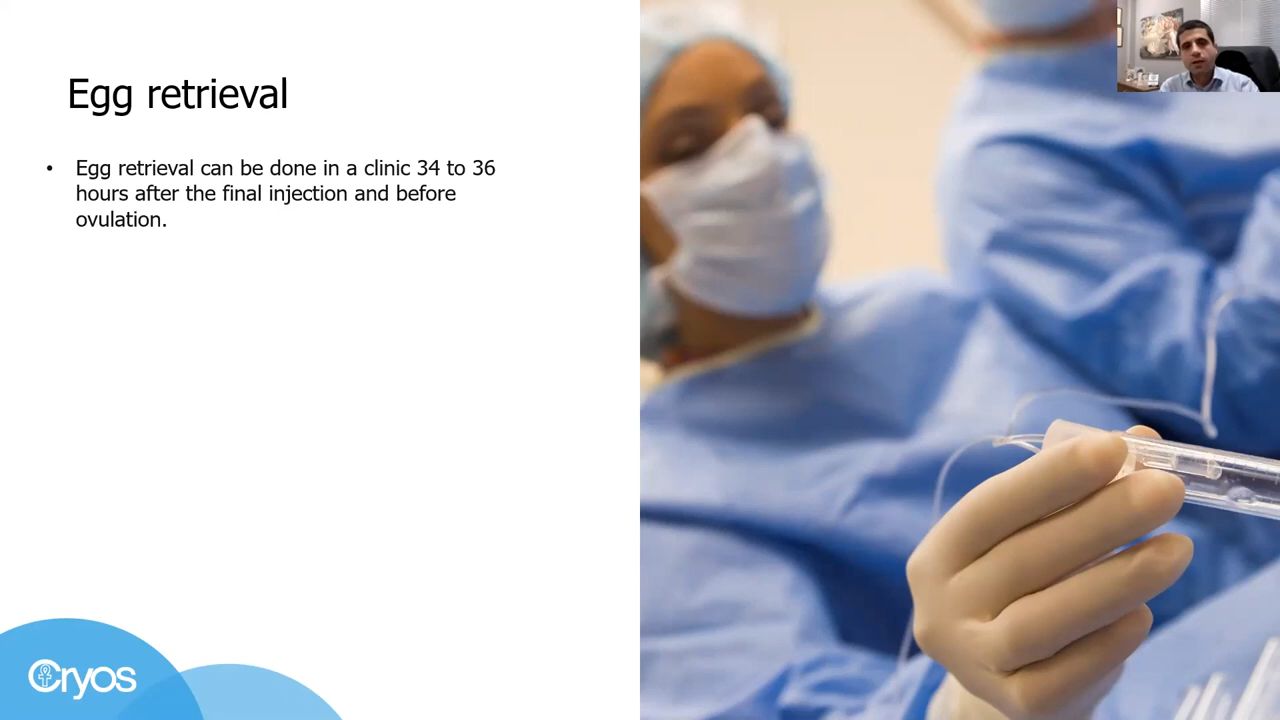 Egg retrieval
• Egg retrieval can be done in a clinic 34 to 36
hours after the final injection and before
ovulation.
Cryos